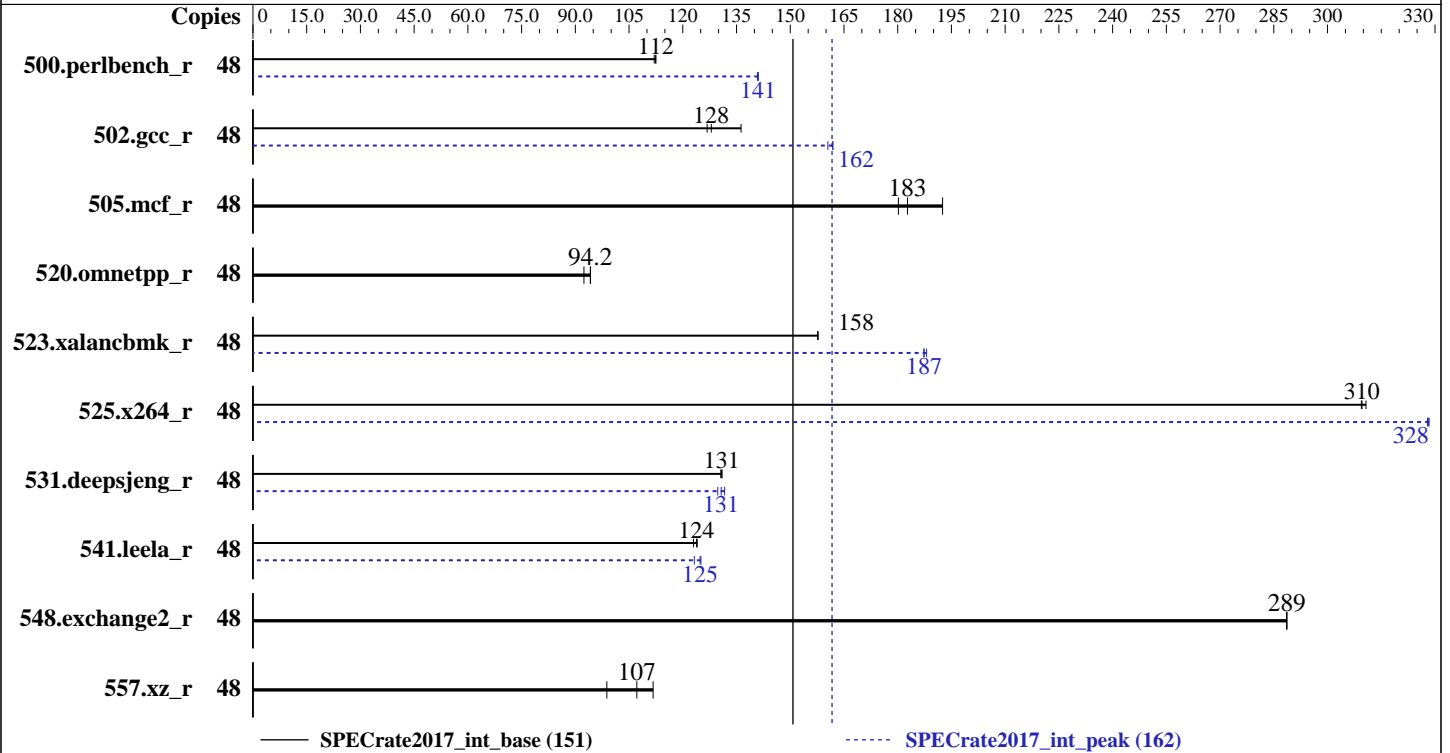 Copies 0 15.0 30.0 45.0 60.0 75.0 90.0 105 120 135 150 165 180 195 210 225 240 255 270 285 300 330
112
500.perlbench_r 48
141
128
502.gcc_r 48
162
183
505.mcf_r 48
94.2
520.omnetpp_r 48
158
523.xalancbmk_r 48
187
310
525.x264_r 48
328
131
531.deepsjeng_r 48
131
124
541.leela_r 48
125
289
548.exchange2_r 48
107
557.xz_r 48
SPECrate2017_int_base (151) SPECrate2017_int_peak (162)